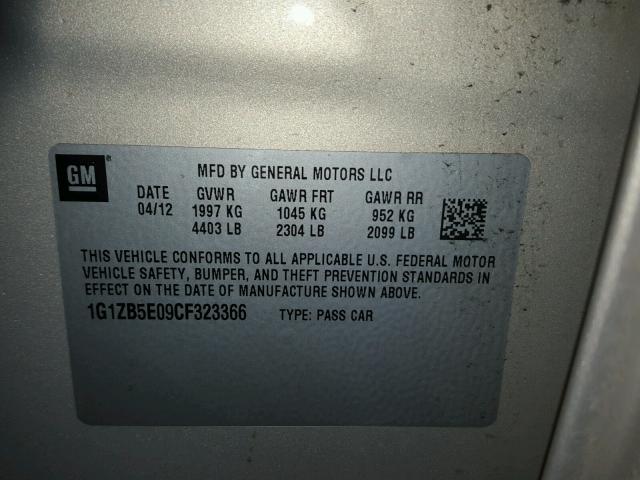 GM
MFD BY GENERAL MOTORS LLC
DATE GVWR GAWR FRT GAWR RR
04/12 1997 KG 1045 KG 952 KG
4403 LB 2304 LB 2099 LB
THIS VEHICLE CONFORMS TO ALL APPLICABLE U.S. FEDERAL MOTOR
VEHICLE SAFETY, BUMPER, AND THEFT PREVENTION STANDARDS IN
EFFECT ON THE DATE OF MANUFACTURE SHOWN ABOVE.
1G1ZB5E09CF323366 TYPE: PASS CAR